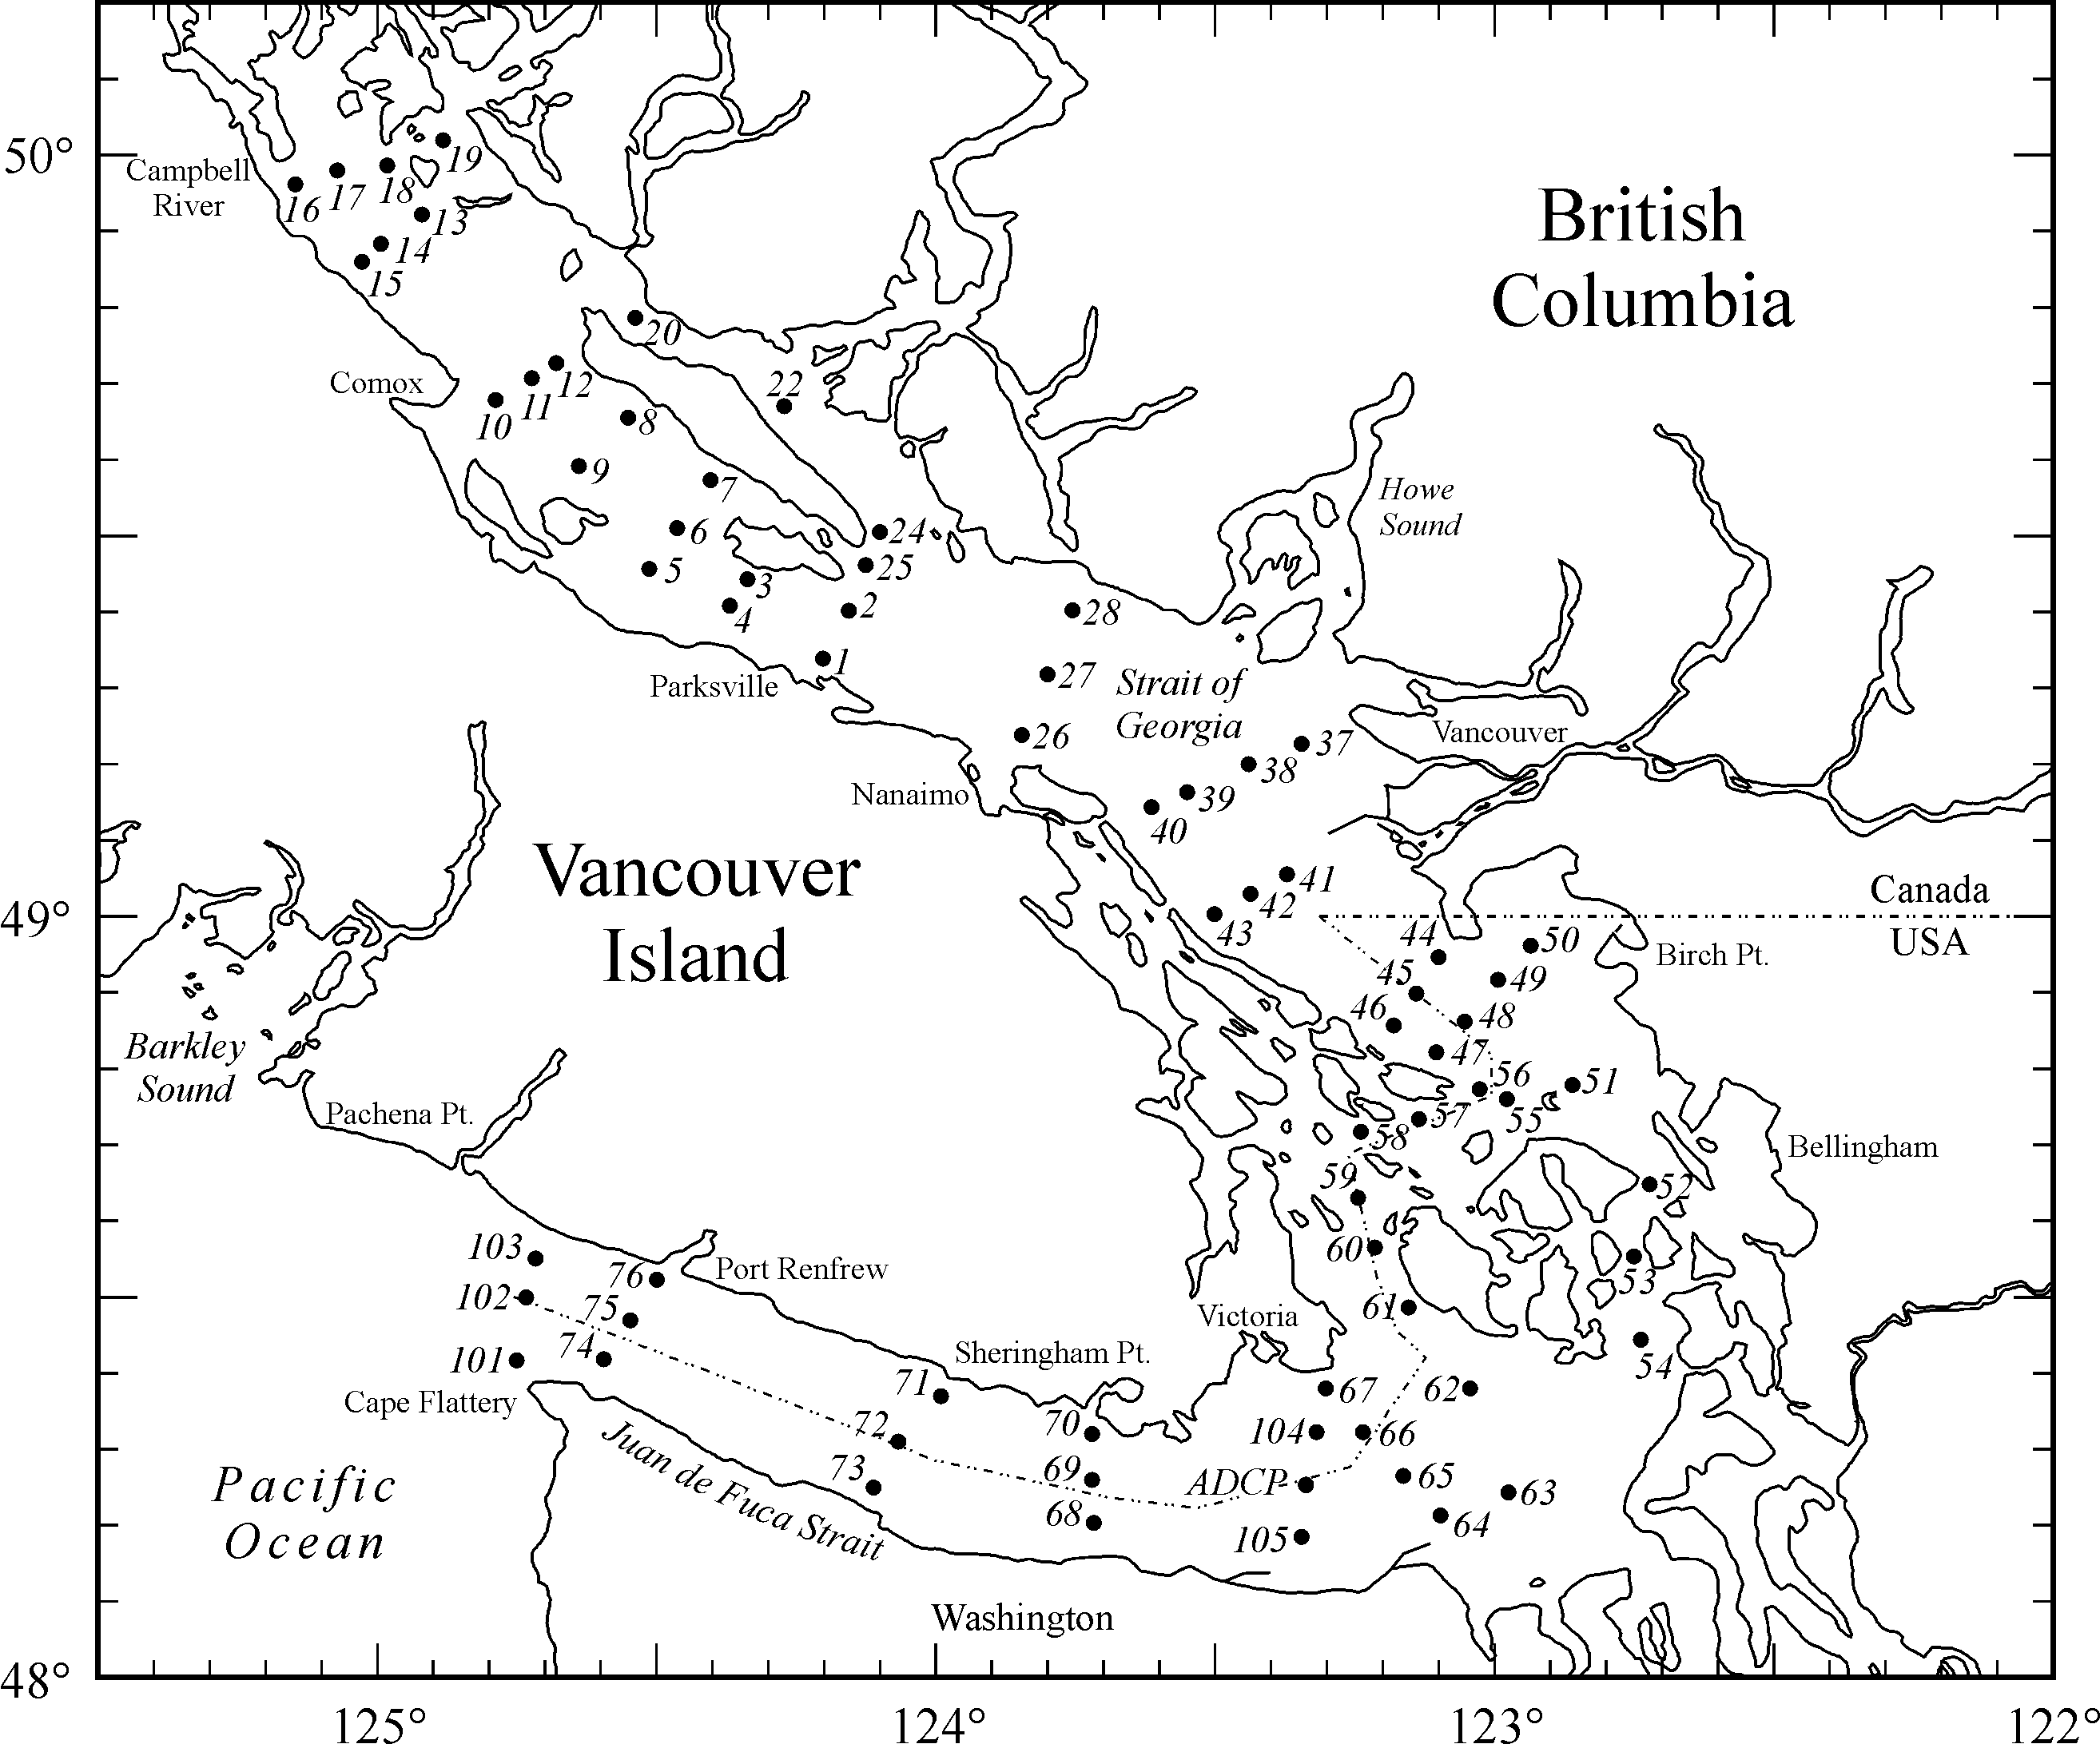 50°
Campbell
River
19
18
17
16
13
14
15
British
Columbia
20
Comox
12
11
10
22
8
9
7
Howe
Sound
6
24
25
5
3
4
2
28
1
Parksville
27
Strait of
Georgia
26
37
Vancouver
38
Nanaimo
39
40
Vancouver
Island
41
42
43
49°
Canada
USA
44
50
Birch Pt.
45
49
46
48
47
Barkley
Sound
Pachena Pt.
56
51
55
57
58
Bellingham
59
52
103
60
76
Port Renfrew
53
102
75
61
Victoria
74
101
Sheringham Pt.
54
Cape Flattery
71
67
62
72
70
104
66
Juan de Fuca Strait
73
69
ADCP
65
63
Pacific
Ocean
68
64
105
Washington
48°
125°
124°
123°
122°